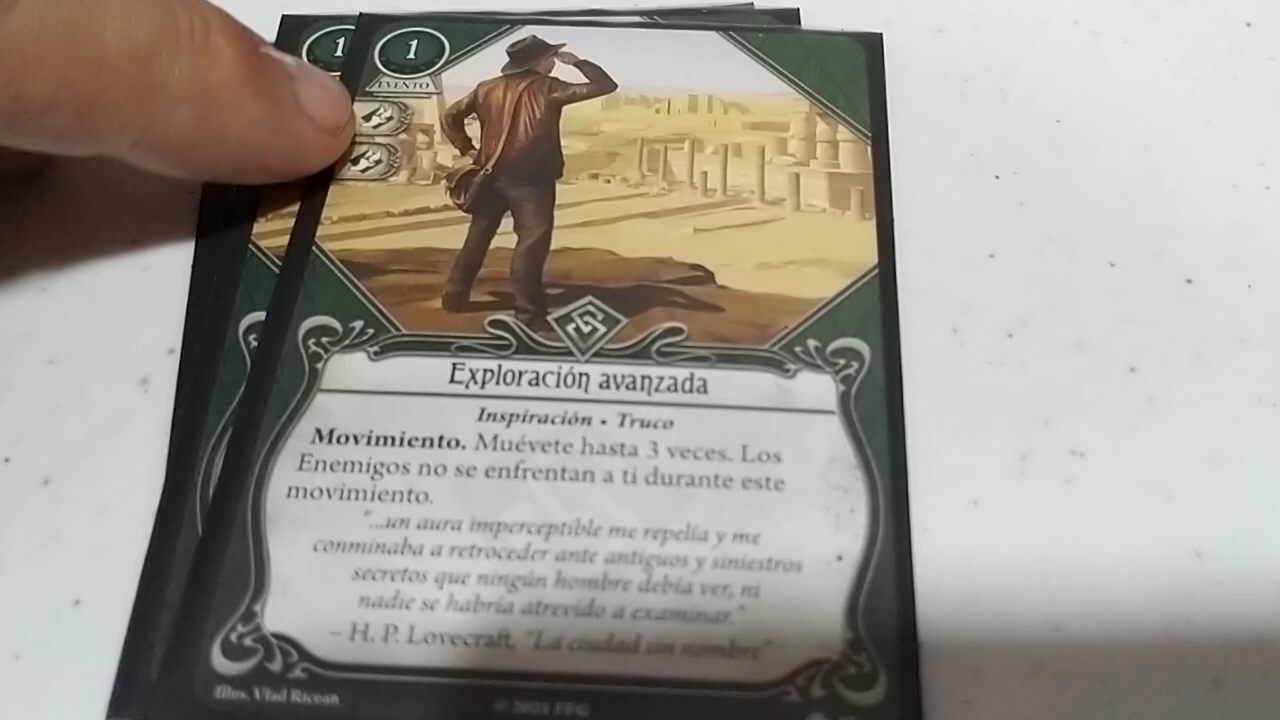 1
1
EVENTO
Exploración avanzada
Inspiración • Truco
Movimiento. Muévete hasta 3 veces. Los
Enemigos no se enfrentan a ti durante este
movimiento.
"...un aura imperceptible me repelía y me
conminaba a retroceder ante antiguos y siniestros
secretos que ningún hombre debía ver, ni
nadie se habría atrevido a examinar."
– H. P. Lovecraft, "La ciudad sin nombre"
Illus. Vlad Ricean
© 2021 FFG